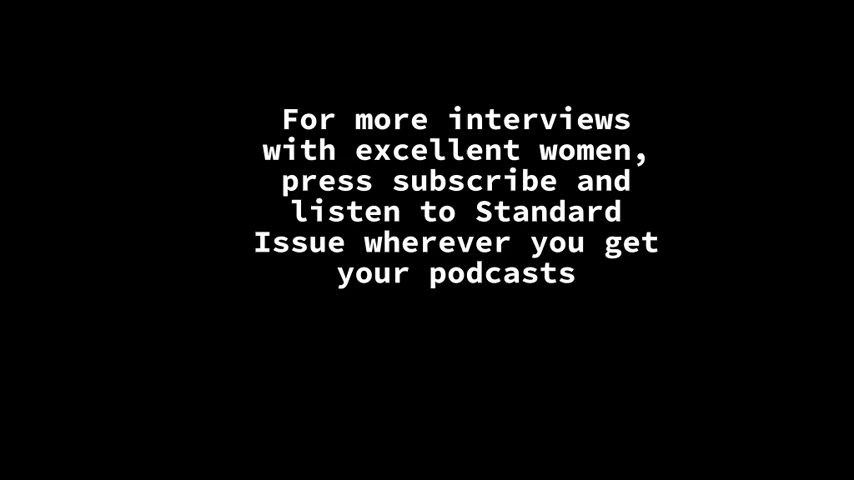 For more interviews
with excellent women,
press subscribe and
listen to Standard
Issue wherever you get
your podcasts